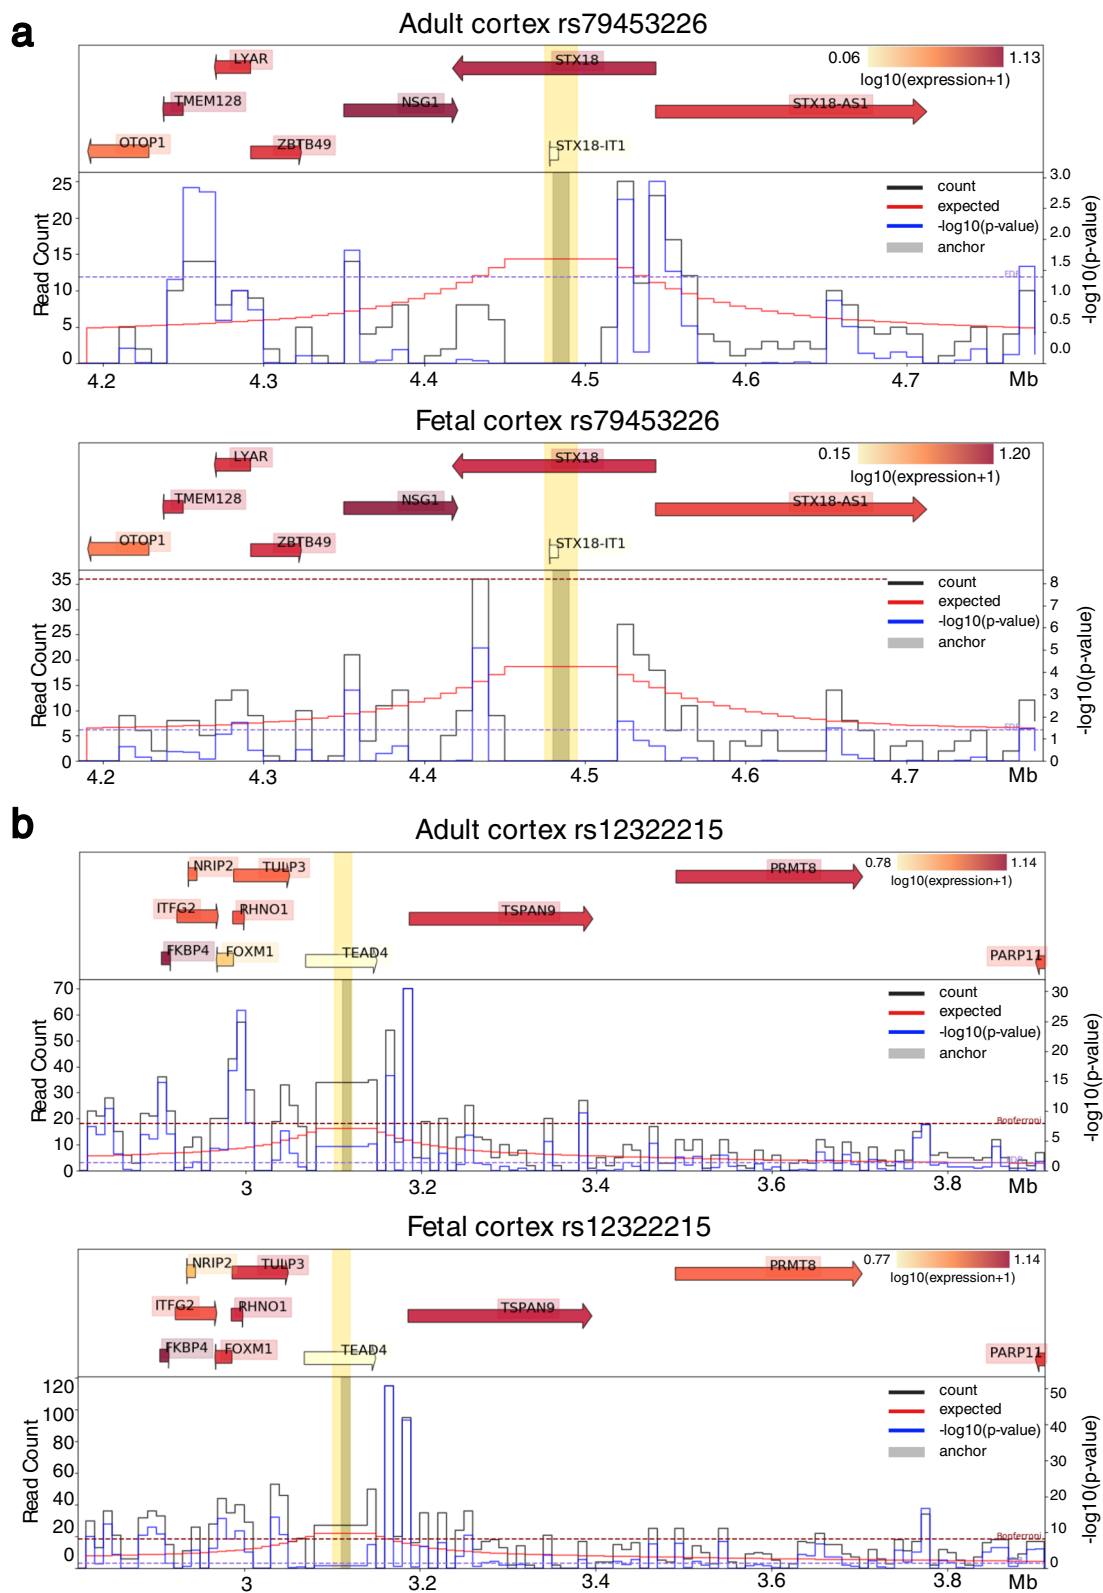 a
Adult cortex rs79453226
LYAR
STX18
0.06
1.13
log10(expression+1)
TMEM128
NSG1
STX18-AS1
OTOP1
ZBTB49
STX18-IT1
25
20
15
10
5
0
Read Count
count
expected
-log10(p-value)
anchor
FDR
3.0
2.5
2.0
1.5
1.0
0.5
0.0
-log10(p-value)
4.2
4.3
4.4
4.5
4.6
4.7
Mb
Fetal cortex rs79453226
LYAR
STX18
0.15
1.20
log10(expression+1)
TMEM128
NSG1
STX18-AS1
OTOP1
ZBTB49
STX18-IT1
35
30
25
20
15
10
5
0
Read Count
count
expected
-log10(p-value)
anchor
FDR
8
7
6
5
4
3
2
1
0
-log10(p-value)
4.2
4.3
4.4
4.5
4.6
4.7
Mb
b
Adult cortex rs12322215
NRIP2
TULP3
PRMT8
0.78
1.14
log10(expression+1)
ITFG2
RHNO1
TSPAN9
FKBP4
FOXM1
TEAD4
PARP11
70
60
50
40
30
20
10
0
Read Count
count
expected
-log10(p-value)
anchor
Bonferroni
FDR
30
25
20
15
10
5
0
-log10(p-value)
3
3.2
3.4
3.6
3.8
Mb
Fetal cortex rs12322215
NRIP2
TULP3
PRMT8
0.77
1.14
log10(expression+1)
ITFG2
RHNO1
TSPAN9
FKBP4
FOXM1
TEAD4
PARP11
120
100
80
60
40
20
0
Read Count
count
expected
-log10(p-value)
anchor
Bonferroni
FDR
50
40
30
20
10
0
-log10(p-value)
3
3.2
3.4
3.6
3.8
Mb